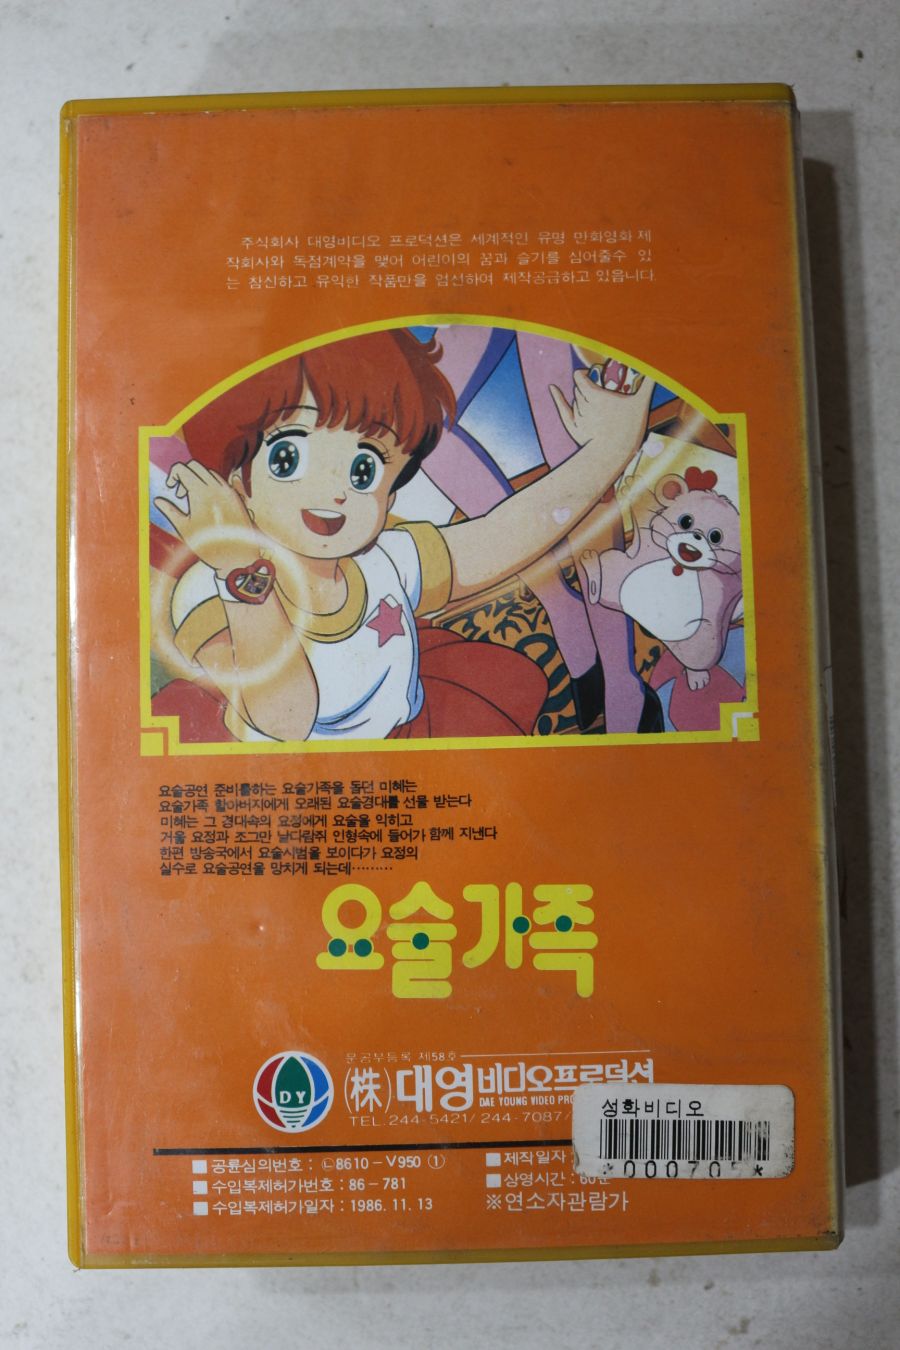 주식회사 대영비디오 프로덕션은 세계적인 유명 만화영화 제
작회사와 독점계약을 맺어 어린이의 꿈과 슬기를 심어줄수 있
는 참신하고 유익한 작품만을 엄선하여 제작공급하고 있읍니다.
요술공연 준비를하는 요술가족을 돕던 미혜는
요술가족 할아버지에게 오래된 요술경대를 선물 받는다
미혜는 그 경대속의 요정에게 요술을 익히고
거울 요정과 조그만 날다람쥐 인형속에 들어가 함께 지낸다
한편 방송국에서 요술시범을 보이다가 요정의
실수로 요술공연을 망치게 되는데………
요술가족
문공부등록 제58호
DY
(株)대영비디오프로덕션
DAE YOUNG VIDEO
TEL. 244-5421/ 244-7087/
성화비디오
■ 공륜심의번호 : ㉡8610-V950 ①
■ 수입복제허가번호 : 86-781
■ 수입복제허가일자 : 1986. 11. 13
■ 제작일자 :
■ 상영시간 : 60분
※연소자관람가